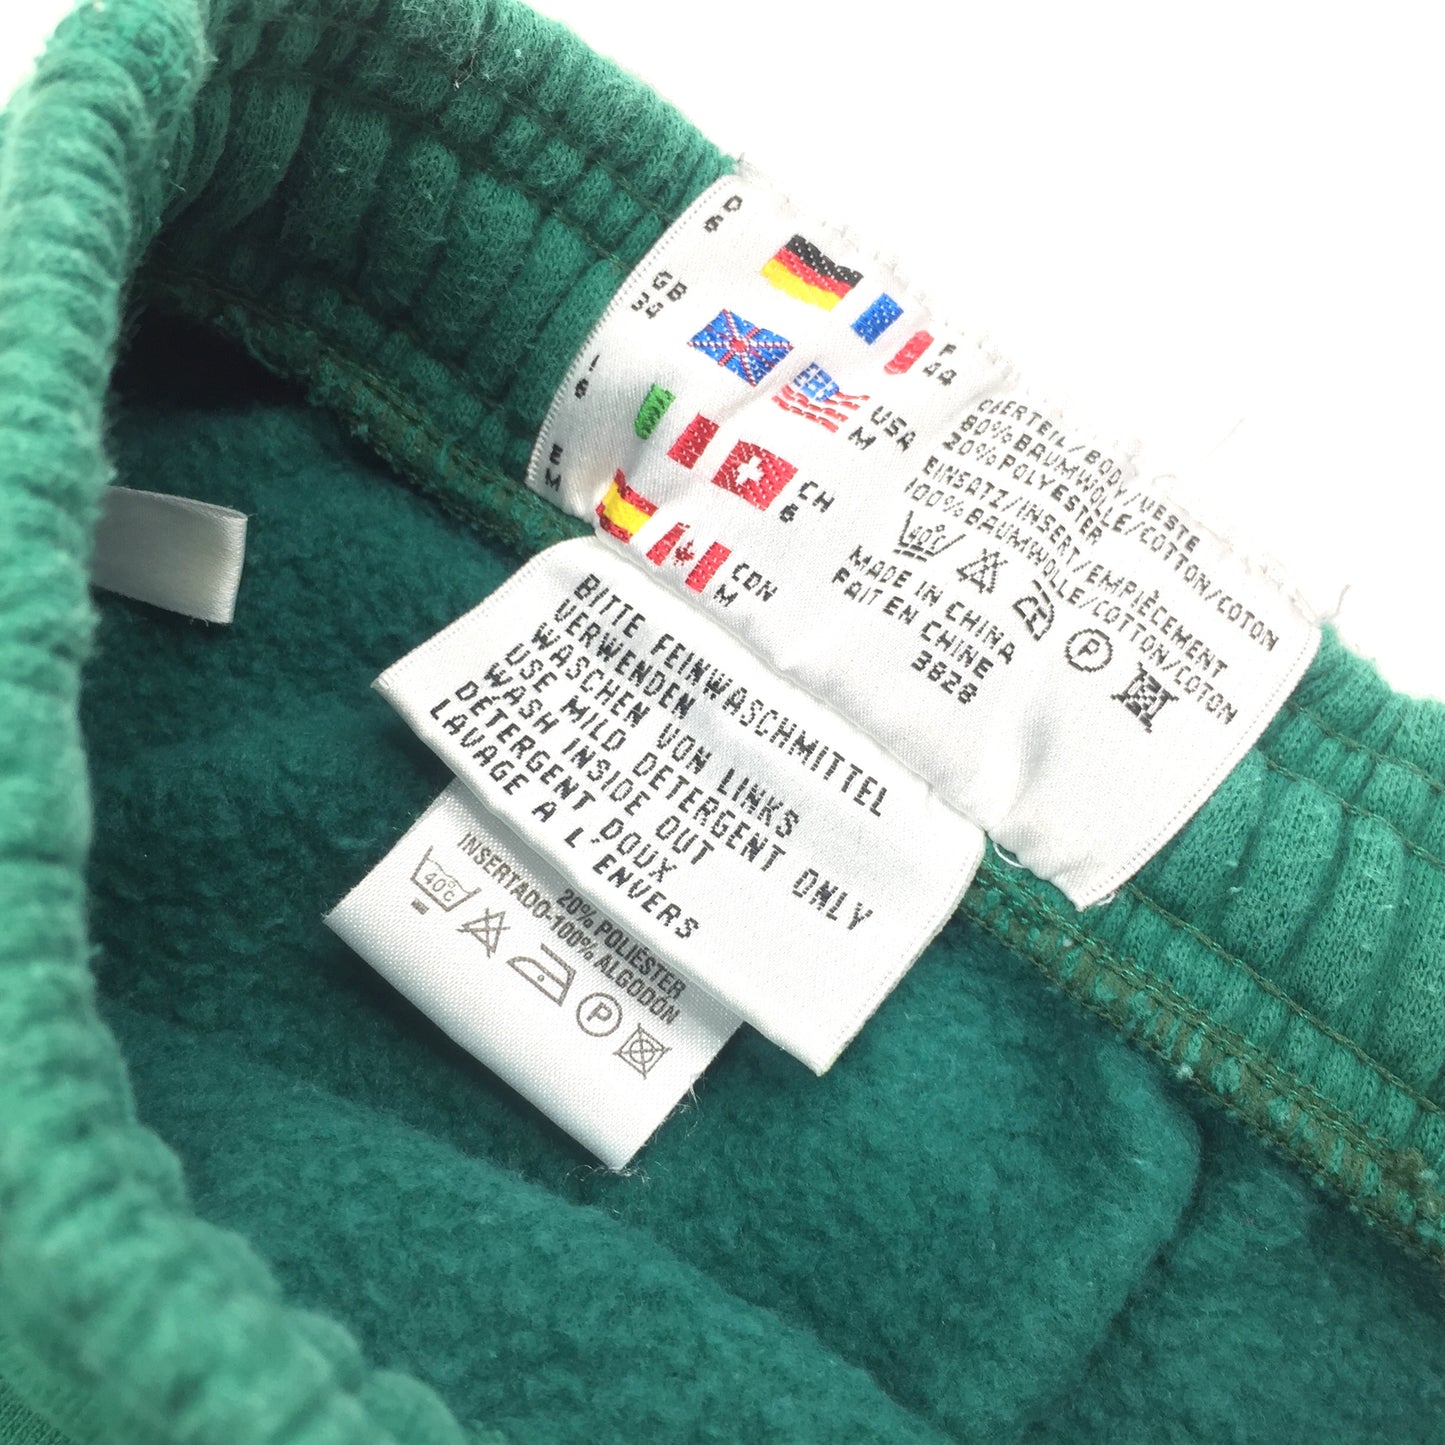 D
6
F
44
GB
34
USA
M
I
6
CH
6
E
M
CDN
M
OBERTEIL/BODY/VESTE
80% BAUMWOLLE/COTTON/COTON
20% POLYESTER
EINSATZ/INSERT/EMPIÈCEMENT
100% BAUMWOLLE/COTTON/COTON
40°C
P
MADE IN CHINA
FAIT EN CHINE
3828
BITTE FEINWASCHMITTEL
VERWENDEN
WASCHEN VON LINKS
USE MILD DETERGENT ONLY
WASH INSIDE OUT
DÉTERGENT DOUX
LAVAGE A L'ENVERS
20% POLIÉSTER
INSERTADO-100% ALGODÓN
40°C
P